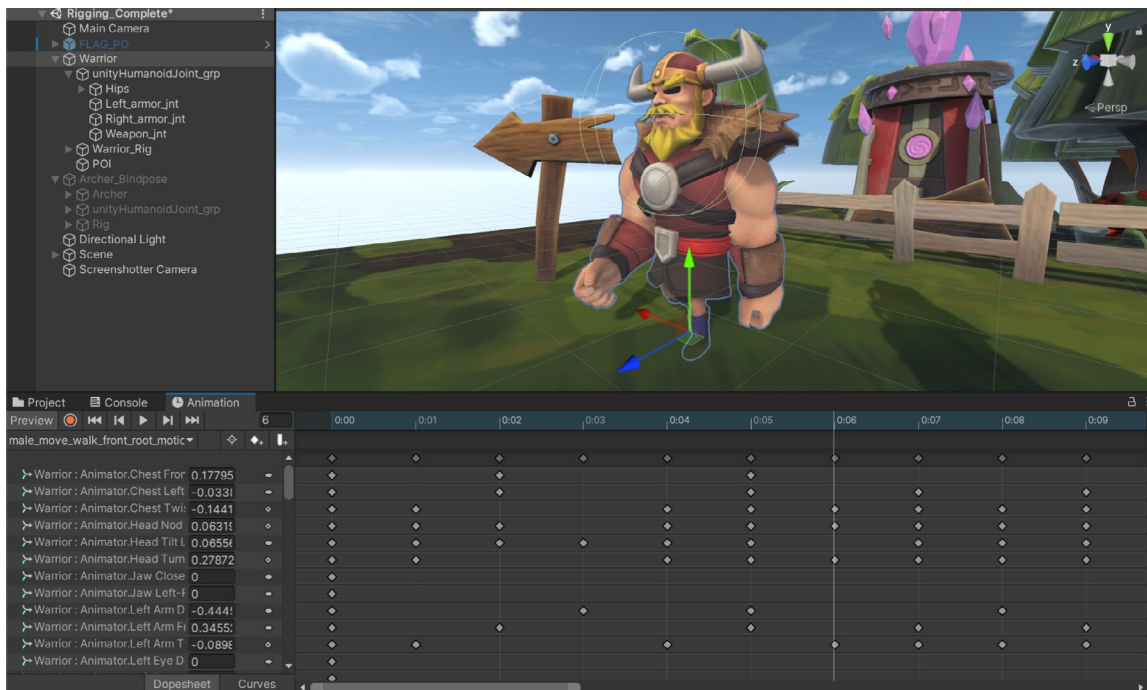 Rigging_Complete*
Main Camera
FLAG_PO
Warrior
unityHumanoidJoint_grp
Hips
Left_armor_jnt
Right_armor_jnt
Weapon_jnt
Warrior_Rig
POI
Archer_Bindpose
Archer
unityHumanoidJoint_grp
Rig
Directional Light
Scene
Screenshotter Camera
y
z
Persp
Project Console Animation
Preview 6 0:00 0:01 0:02 0:03 0:04 0:05 0:06 0:07 0:08 0:09
male_move_walk_front_root_motic
Warrior : Animator.Chest Fror 0.17795
Warrior : Animator.Chest Left -0.033
Warrior : Animator.Chest Twi -0.1441
Warrior : Animator.Head Nod 0.0631
Warrior : Animator.Head Tilt L 0.0655
Warrior : Animator.Head Turn 0.27872
Warrior : Animator.Jaw Close 0
Warrior : Animator.Jaw Left- 0
Warrior : Animator.Left Arm D -0.444
Warrior : Animator.Left Arm Fi 0.3455
Warrior : Animator.Left Arm T -0.089
Warrior : Animator.Left Eye D 0
Dopesheet Curves